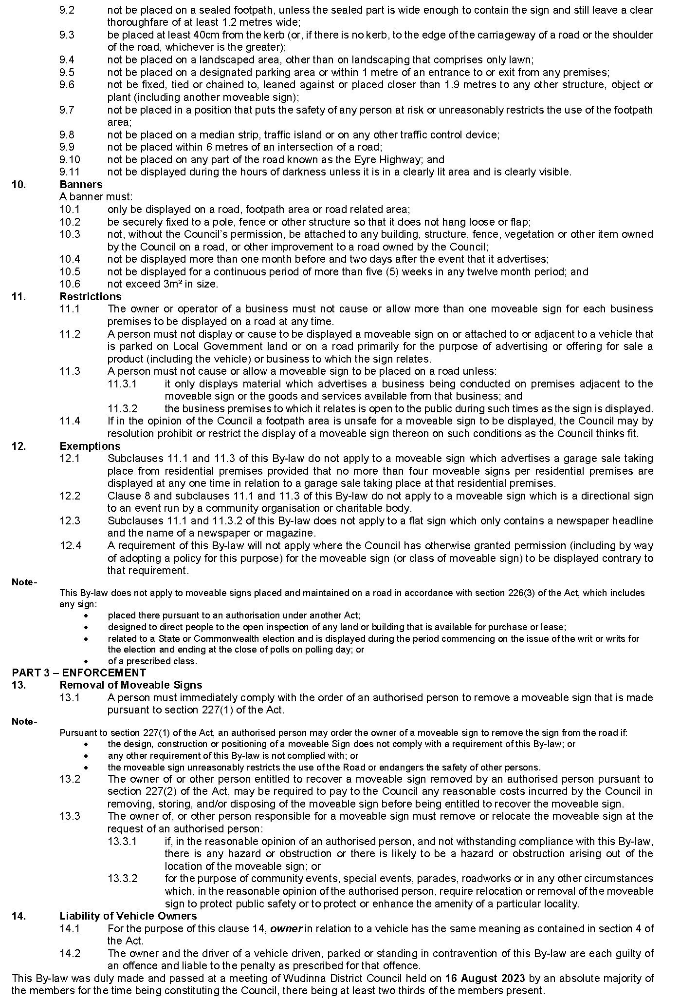 9.2 not be placed on a sealed footpath, unless the sealed part is wide enough to contain the sign and still leave a clear
thoroughfare of at least 1.2 metres wide;
9.3 be placed at least 40cm from the kerb (or, if there is no kerb, to the edge of the carriageway of a road or the shoulder
of the road, whichever is the greater);
9.4 not be placed on a landscaped area, other than on landscaping that comprises only lawn;
9.5 not be placed on a designated parking area or within 1 metre of an entrance to or exit from any premises;
9.6 not be fixed, tied or chained to, leaned against or placed closer than 1.9 metres to any other structure, object or
plant (including another moveable sign);
9.7 not be placed in a position that puts the safety of any person at risk or unreasonably restricts the use of the footpath
area;
9.8 not be placed on a median strip, traffic island or on any other traffic control device;
9.9 not be placed within 6 metres of an intersection of a road;
9.10 not be placed on any part of the road known as the Eyre Highway; and
9.11 not be displayed during the hours of darkness unless it is in a clearly lit area and is clearly visible.
10. Banners
A banner must:
10.1 only be displayed on a road, footpath area or road related area;
10.2 be securely fixed to a pole, fence or other structure so that it does not hang loose or flap;
10.3 not, without the Council's permission, be attached to any building, structure, fence, vegetation or other item owned
by the Council on a road, or other improvement to a road owned by the Council;
10.4 not be displayed more than one month before and two days after the event that it advertises;
10.5 not be displayed for a continuous period of more than five (5) weeks in any twelve month period; and
10.6 not exceed 3m² in size.
11. Restrictions
11.1 The owner or operator of a business must not cause or allow more than one moveable sign for each business
premises to be displayed on a road at any time.
11.2 A person must not display or cause to be displayed a moveable sign on or attached to or adjacent to a vehicle that
is parked on Local Government land or on a road primarily for the purpose of advertising or offering for sale a
product (including the vehicle) or business to which the sign relates.
11.3 A person must not cause or allow a moveable sign to be placed on a road unless:
11.3.1 it only displays material which advertises a business being conducted on premises adjacent to the
moveable sign or the goods and services available from that business; and
11.3.2 the business premises to which it relates is open to the public during such times as the sign is displayed.
11.4 If in the opinion of the Council a footpath area is unsafe for a moveable sign to be displayed, the Council may by
resolution prohibit or restrict the display of a moveable sign thereon on such conditions as the Council thinks fit.
12. Exemptions
12.1 Subclauses 11.1 and 11.3 of this By-law do not apply to a moveable sign which advertises a garage sale taking
place from residential premises provided that no more than four moveable signs per residential premises are
displayed at any one time in relation to a garage sale taking place at that residential premises.
12.2 Clause 8 and subclauses 11.1 and 11.3 of this By-law do not apply to a moveable sign which is a directional sign
to an event run by a community organisation or charitable body.
12.3 Subclauses 11.1 and 11.3.2 of this By-law does not apply to a flat sign which only contains a newspaper headline
and the name of a newspaper or magazine.
12.4 A requirement of this By-law will not apply where the Council has otherwise granted permission (including by way
of adopting a policy for this purpose) for the moveable sign (or class of moveable sign) to be displayed contrary to
that requirement.
Note-
This By-law does not apply to moveable signs placed and maintained on a road in accordance with section 226(3) of the Act, which includes
any sign:
• placed there pursuant to an authorisation under another Act;
• designed to direct people to the open inspection of any land or building that is available for purchase or lease;
• related to a State or Commonwealth election and is displayed during the period commencing on the issue of the writ or writs for
the election and ending at the close of polls on polling day; or
• of a prescribed class.
PART 3 – ENFORCEMENT
13. Removal of Moveable Signs
13.1 A person must immediately comply with the order of an authorised person to remove a moveable sign that is made
pursuant to section 227(1) of the Act.
Note-
Pursuant to section 227(1) of the Act, an authorised person may order the owner of a moveable sign to remove the sign from the road if:
• the design, construction or positioning of a moveable Sign does not comply with a requirement of this By-law; or
• any other requirement of this By-law is not complied with; or
• the moveable sign unreasonably restricts the use of the Road or endangers the safety of other persons.
13.2 The owner of or other person entitled to recover a moveable sign removed by an authorised person pursuant to
section 227(2) of the Act, may be required to pay to the Council any reasonable costs incurred by the Council in
removing, storing, and/or disposing of the moveable sign before being entitled to recover the moveable sign.
13.3 The owner of, or other person responsible for a moveable sign must remove or relocate the moveable sign at the
request of an authorised person:
13.3.1 if, in the reasonable opinion of an authorised person, and not withstanding compliance with this By-law,
there is any hazard or obstruction or there is likely to be a hazard or obstruction arising out of the
location of the moveable sign; or
13.3.2 for the purpose of community events, special events, parades, roadworks or in any other circumstances
which, in the reasonable opinion of the authorised person, require relocation or removal of the moveable
sign to protect public safety or to protect or enhance the amenity of a particular locality.
14. Liability of Vehicle Owners
14.1 For the purpose of this clause 14, owner in relation to a vehicle has the same meaning as contained in section 4 of
the Act.
14.2 The owner and the driver of a vehicle driven, parked or standing in contravention of this By-law are each guilty of
an offence and liable to the penalty as prescribed for that offence.
This By-law was duly made and passed at a meeting of Wudinna District Council held on 16 August 2023 by an absolute majority of
the members for the time being constituting the Council, there being at least two thirds of the members present.